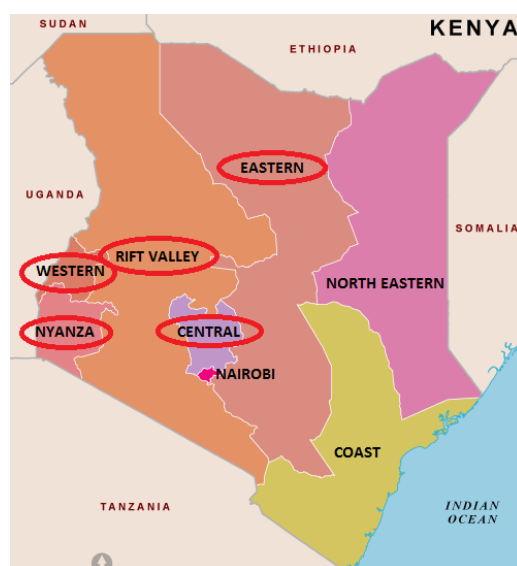 SUDAN
KENYA
ETHIOPIA
EASTERN
UGANDA
SOMALIA
RIFT VALLEY
WESTERN
NORTH EASTERN
NYANZA
CENTRAL
NAIROBI
COAST
TANZANIA
INDIAN
OCEAN